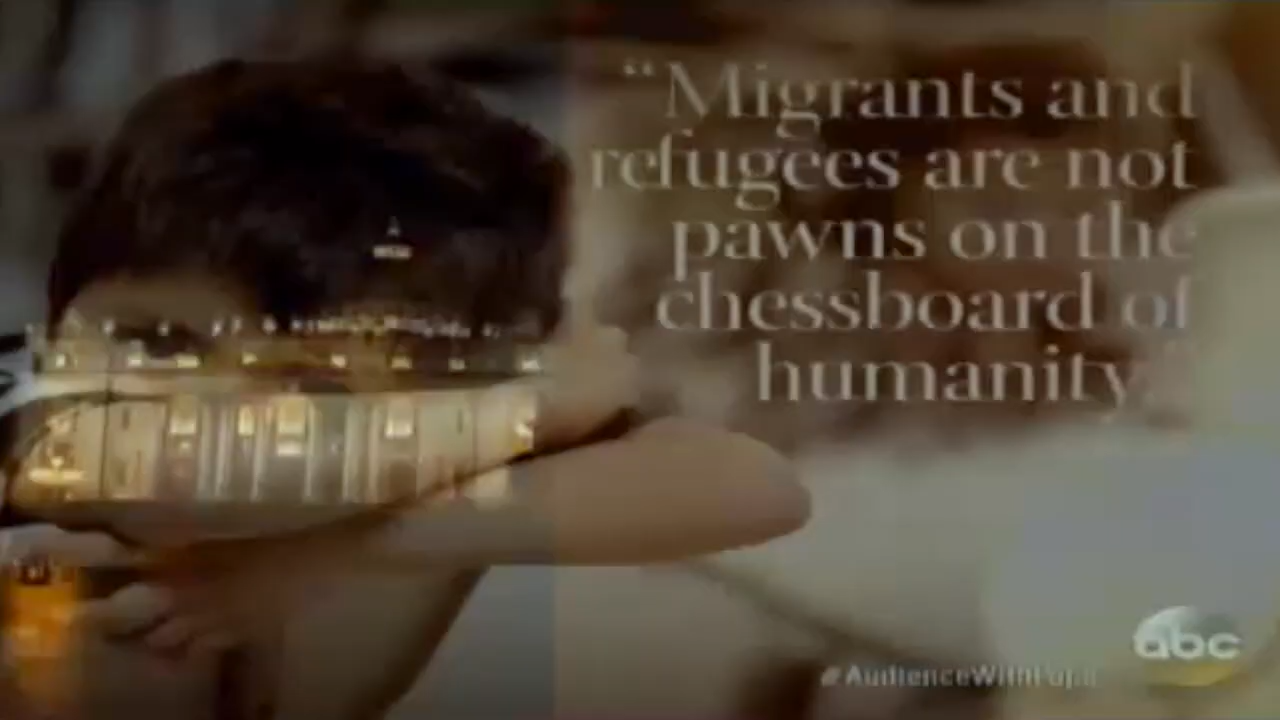 “Migrants and
refugees are not
pawns on the
chessboard of
humanity”
abc
#AudienceWithPope